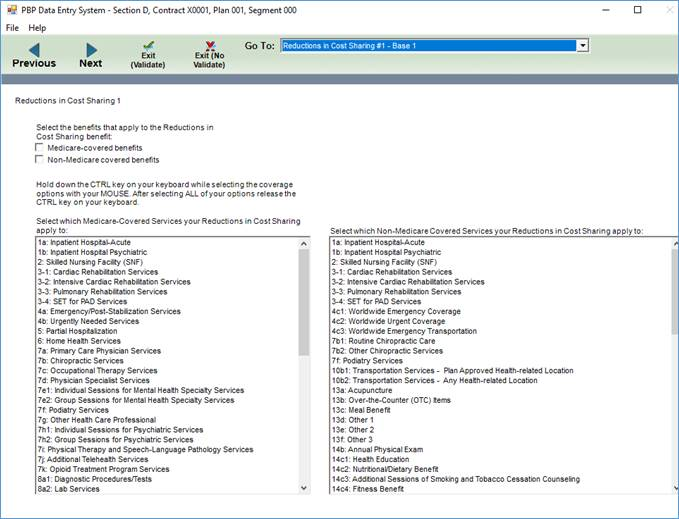 PBP Data Entry System - Section D, Contract X0001, Plan 001, Segment 000
File Help
Previous
Next
Exit
(Validate)
Exit (No
Validate)
Go To:
Reductions in Cost Sharing #1 - Base 1
Reductions in Cost Sharing 1
Select the benefits that apply to the Reductions in
Cost Sharing benefit:
Medicare-covered benefits
Non-Medicare covered benefits
Hold down the CTRL key on your keyboard while selecting the coverage
options with your MOUSE. After selecting ALL of your options release the
CTRL key on your keyboard.
Select which Medicare-Covered Services your Reductions in Cost Sharing
apply to:
1a: Inpatient Hospital-Acute
1b: Inpatient Hospital Psychiatric
2: Skilled Nursing Facility (SNF)
3-1: Cardiac Rehabilitation Services
3-2: Intensive Cardiac Rehabilitation Services
3-3: Pulmonary Rehabilitation Services
3-4: SET for PAD Services
4a: Emergency/Post-Stabilization Services
4b: Urgently Needed Services
5: Partial Hospitalization
6: Home Health Services
7a: Primary Care Physician Services
7b: Chiropractic Services
7c: Occupational Therapy Services
7d: Physician Specialist Services
7e1: Individual Sessions for Mental Health Specialty Services
7e2: Group Sessions for Mental Health Specialty Services
7f: Podiatry Services
7g: Other Health Care Professional
7h1: Individual Sessions for Psychiatric Services
7h2: Group Sessions for Psychiatric Services
7i: Physical Therapy and Speech-Language Pathology Services
7j: Additional Telehealth Services
7k: Opioid Treatment Program Services
8a1: Diagnostic Procedures/Tests
8a2: Lab Services
Select which Non-Medicare Covered Services your Reductions in Cost Sharing apply to:
1a: Inpatient Hospital-Acute
1b: Inpatient Hospital Psychiatric
2: Skilled Nursing Facility (SNF)
3-1: Cardiac Rehabilitation Services
3-2: Intensive Cardiac Rehabilitation Services
3-3: Pulmonary Rehabilitation Services
3-4: SET for PAD Services
4c1: Worldwide Emergency Coverage
4c2: Worldwide Urgent Coverage
4c3: Worldwide Emergency Transportation
7b1: Routine Chiropractic Care
7b2: Other Chiropractic Services
7f: Podiatry Services
10b1: Transportation Services - Plan Approved Health-related Location
10b2: Transportation Services - Any Health-related Location
13a: Acupuncture
13b: Over-the-Counter (OTC) Items
13c: Meal Benefit
13d: Other 1
13e: Other 2
13f: Other 3
14b: Annual Physical Exam
14c1: Health Education
14c2: Nutritional/Dietary Benefit
14c3: Additional Sessions of Smoking and Tobacco Cessation Counseling
14c4: Fitness Benefit